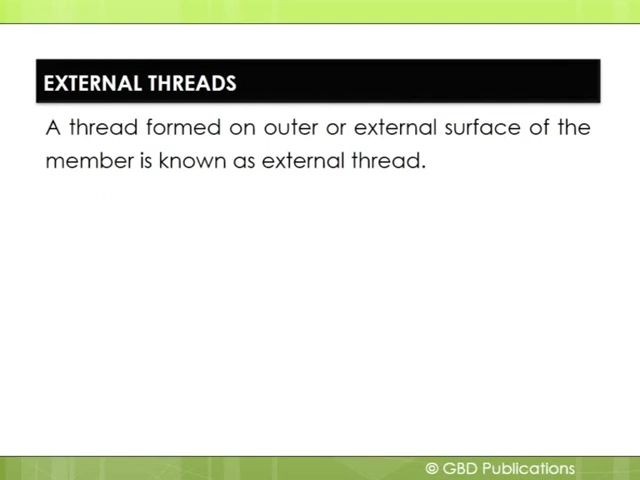 EXTERNAL THREADS
A thread formed on outer or external surface of the
member is known as external thread.
© GBD Publications